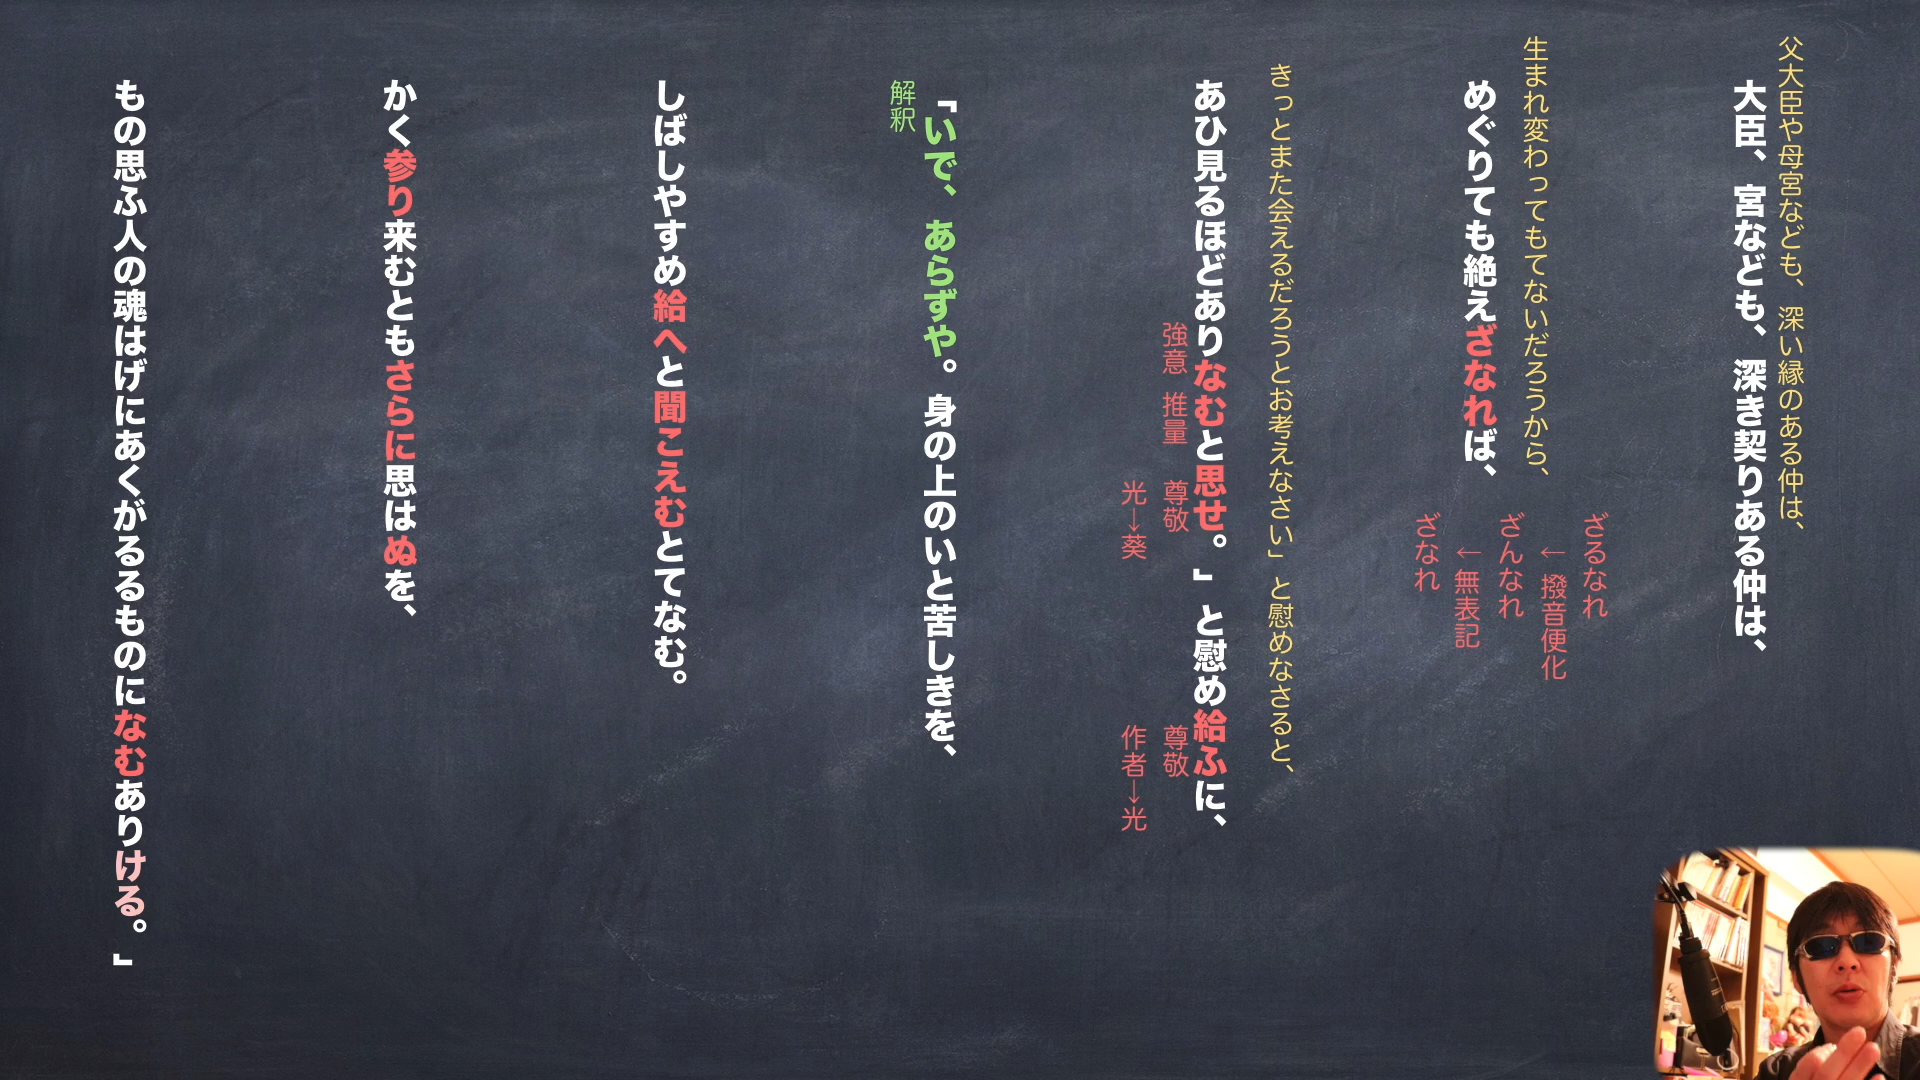 父大臣や母宮なども、深い縁のある仲は、
大臣、宮なども、深き契りある仲は、
生まれ変わってもてないだろうから、
めぐりても絶えざなれば、
ざるなれ
← 撥音便化
ざんなれ
← 無表記
ざなれ
きっとまた会えるだろうとお考えなさい」と慰めなさると、
あひ見るほどありなむと思せ。」と慰め給ふに、
強意 推量 尊敬 尊敬
光→葵 作者→光
「いで、あらずや。身の上のいと苦しきを、
解釈
しばしやすめ給へと聞こえむとてなむ。
かく参り来むともさらに思はぬを、
もの思ふ人の魂はげにあくがるるものになむありける。」